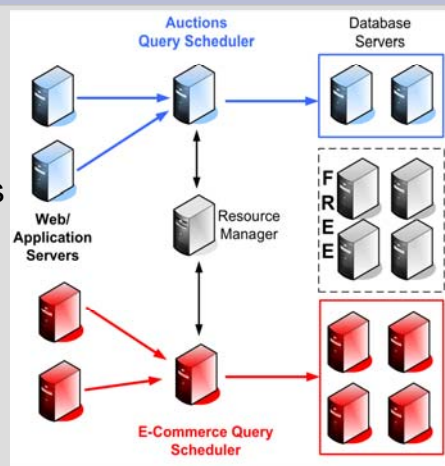 Auctions
Query Scheduler
Database
Servers
s
Web/
Application
Servers
Resource
Manager
F
R
E
E
E-Commerce Query
Scheduler